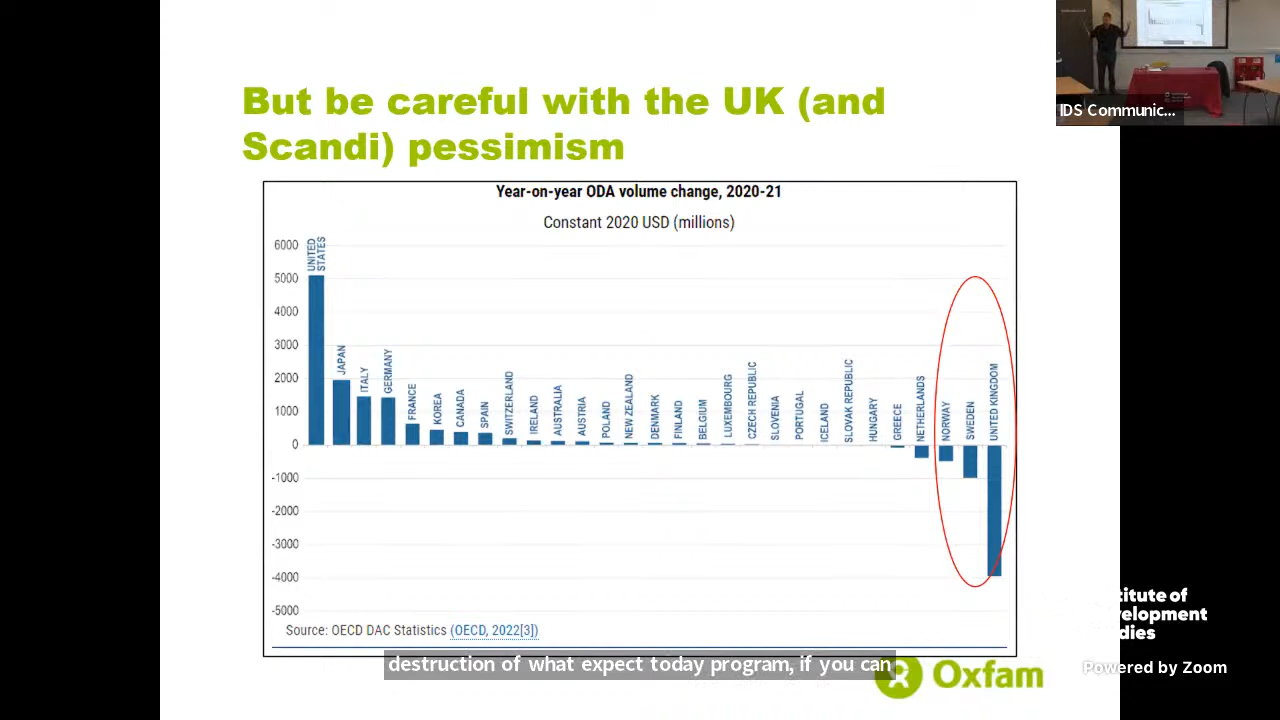 But be careful with the UK (and
Scandi) pessimism
IDS Communic...
Year-on-year ODA volume change, 2020-21
Constant 2020 USD (millions)
6000
5000
4000
3000
2000
1000
0
-1000
-2000
-3000
-4000
-5000
UNITED
STATES
JAPAN
ITALY
GERMANY
FRANCE
KOREA
CANADA
SPAIN
SWITZERLAND
IRELAND
AUSTRALIA
AUSTRIA
POLAND
NEW ZEALAND
DENMARK
FINLAND
BELGIUM
LUXEMBOURG
CZECH REPUBLIC
SLOVENIA
PORTUGAL
ICELAND
SLOVAK REPUBLIC
HUNGARY
GREECE
NETHERLANDS
NORWAY
SWEDEN
UNITED KINGDOM
Source: OECD DAC Statistics (OECD, 2022[3])
destruction of what expect today program, if you can
Oxfam
titute of
velopment
dies
Powered by Zoom